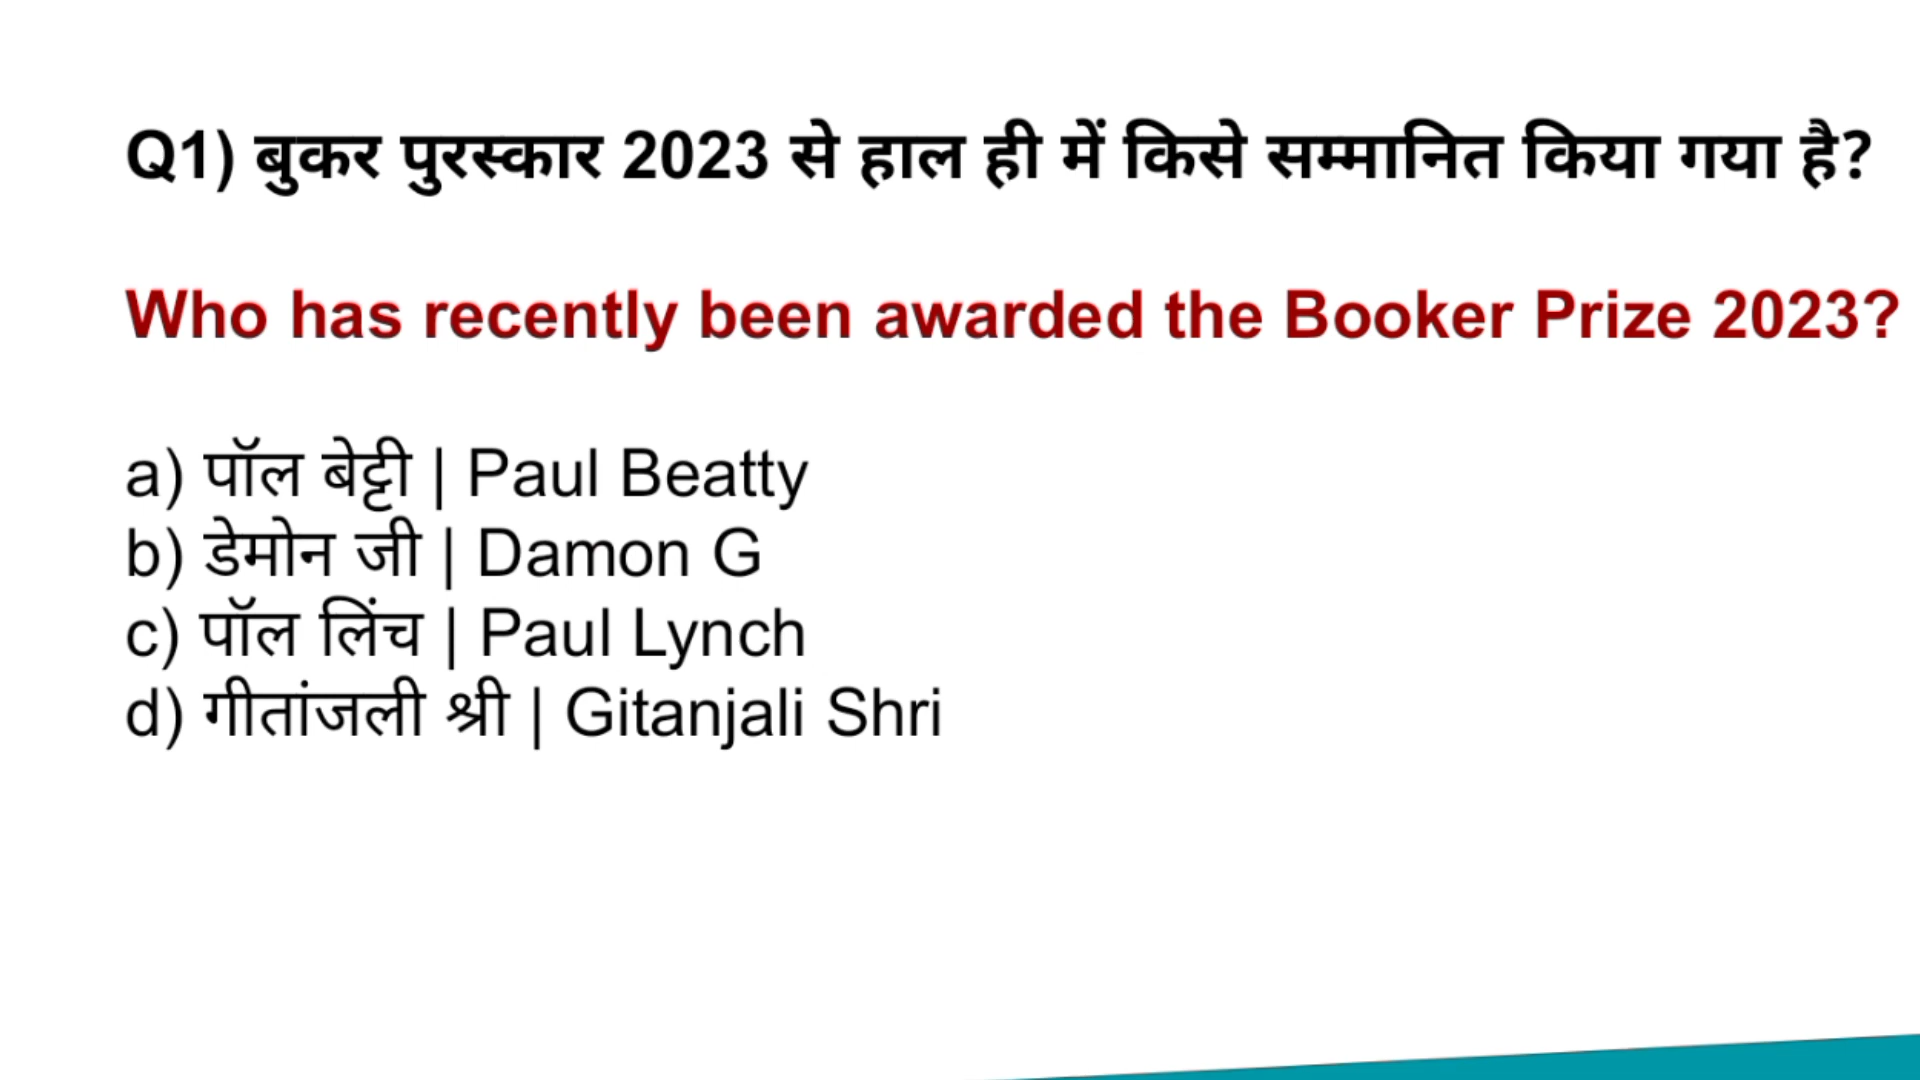 Q1) बुकर पुरस्कार 2023 से हाल ही में किसे सम्मानित किया गया है?
Who has recently been awarded the Booker Prize 2023?
a) पॉल बेट्टी | Paul Beatty
b) डेमोन जी | Damon G
c) पॉल लिंच | Paul Lynch
d) गीतांजली श्री | Gitanjali Shri